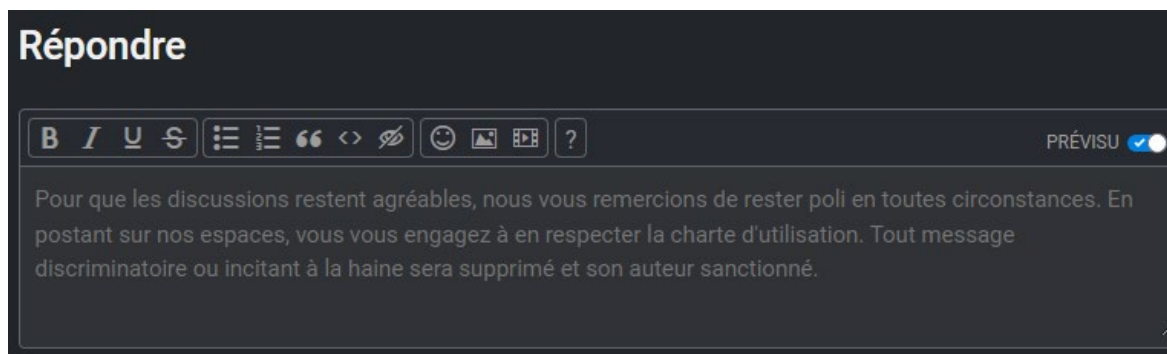 Répondre
B I U S ?
PRÉVISU
Pour que les discussions restent agréables, nous vous remercions de rester poli en toutes circonstances. En
postant sur nos espaces, vous vous engagez à en respecter la charte d'utilisation. Tout message
discriminatoire ou incitant à la haine sera supprimé et son auteur sanctionné.